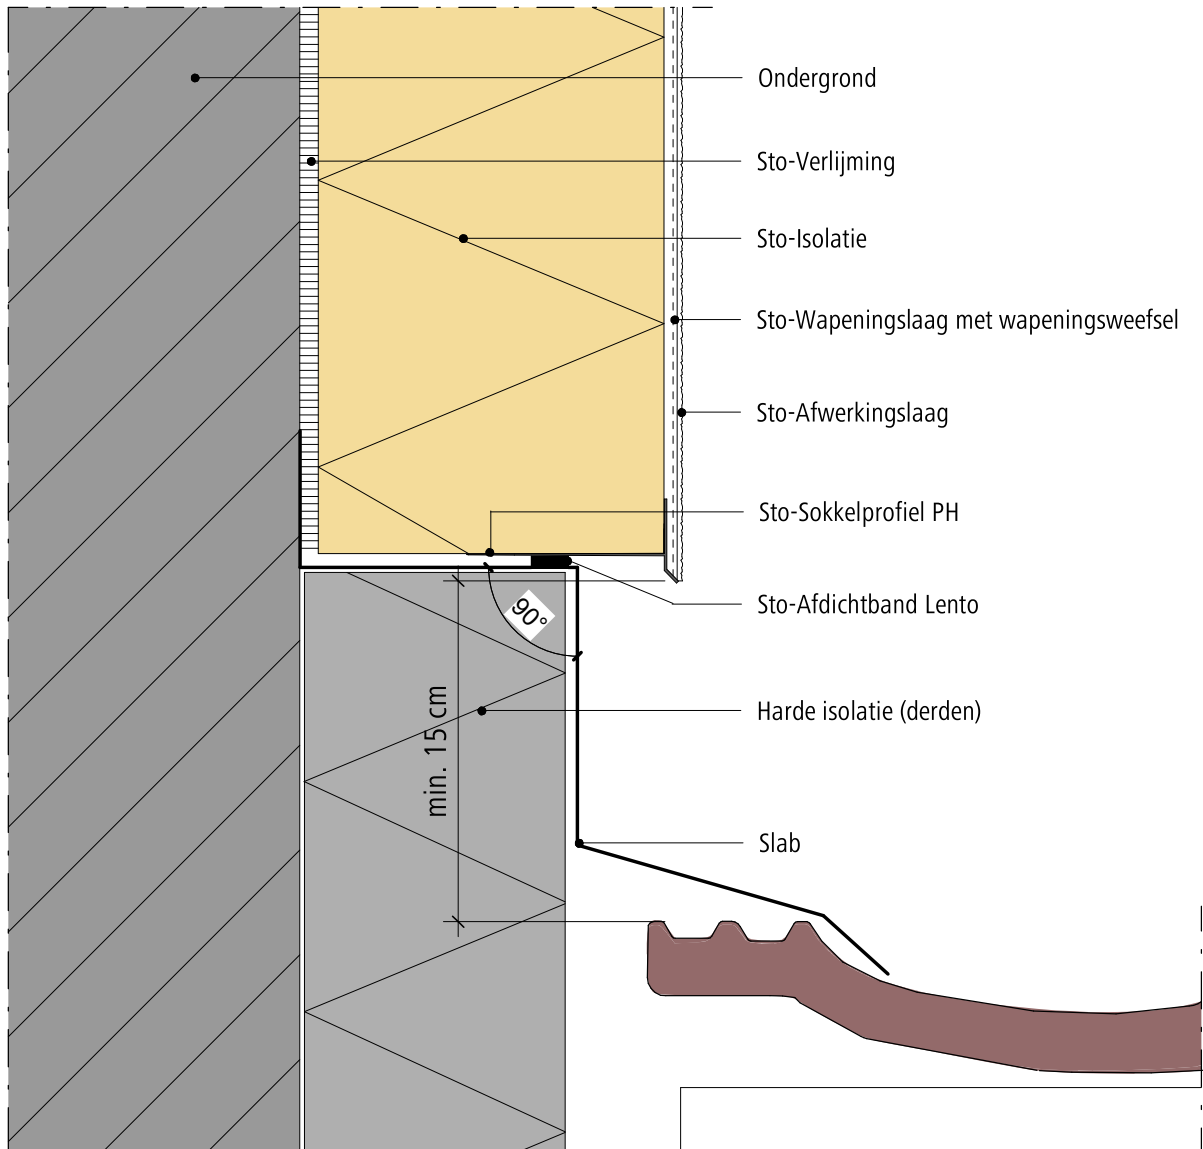 Ondergrond
Sto-Verlijming
Sto-Isolatie
Sto-Wapeningslaag met wapeningsweefsel
Sto-Afwerkingslaag
Sto-Sokkelprofiel PH
90°
Sto-Afdichtband Lento
min. 15 cm
Harde isolatie (derden)
Slab